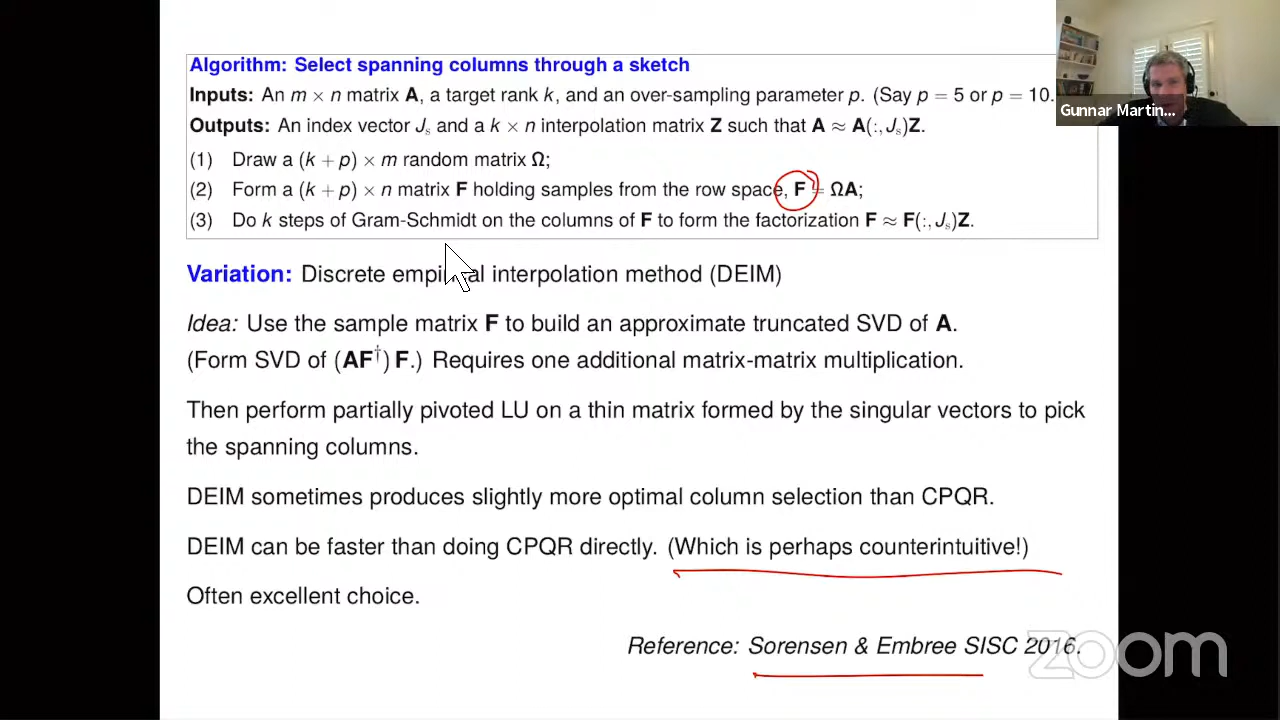 Algorithm: Select spanning columns through a sketch
Inputs: An m × n matrix A, a target rank k, and an over-sampling parameter p. (Say p = 5 or p = 10.
Outputs: An index vector Js and a k × n interpolation matrix Z such that A ≈ A(:, Js)Z.
(1) Draw a (k + p) × m random matrix Ω;
(2) Form a (k + p) × n matrix F holding samples from the row space, F = ΩA;
(3) Do k steps of Gram-Schmidt on the columns of F to form the factorization F ≈ F(:, Js)Z.
Gunnar Martin...
Variation: Discrete empirical interpolation method (DEIM)
Idea: Use the sample matrix F to build an approximate truncated SVD of A.
(Form SVD of (AF†) F.) Requires one additional matrix-matrix multiplication.
Then perform partially pivoted LU on a thin matrix formed by the singular vectors to pick
the spanning columns.
DEIM sometimes produces slightly more optimal column selection than CPQR.
DEIM can be faster than doing CPQR directly. (Which is perhaps counterintuitive!)
Often excellent choice.
Reference: Sorensen & Embree SISC 2016.
zoom